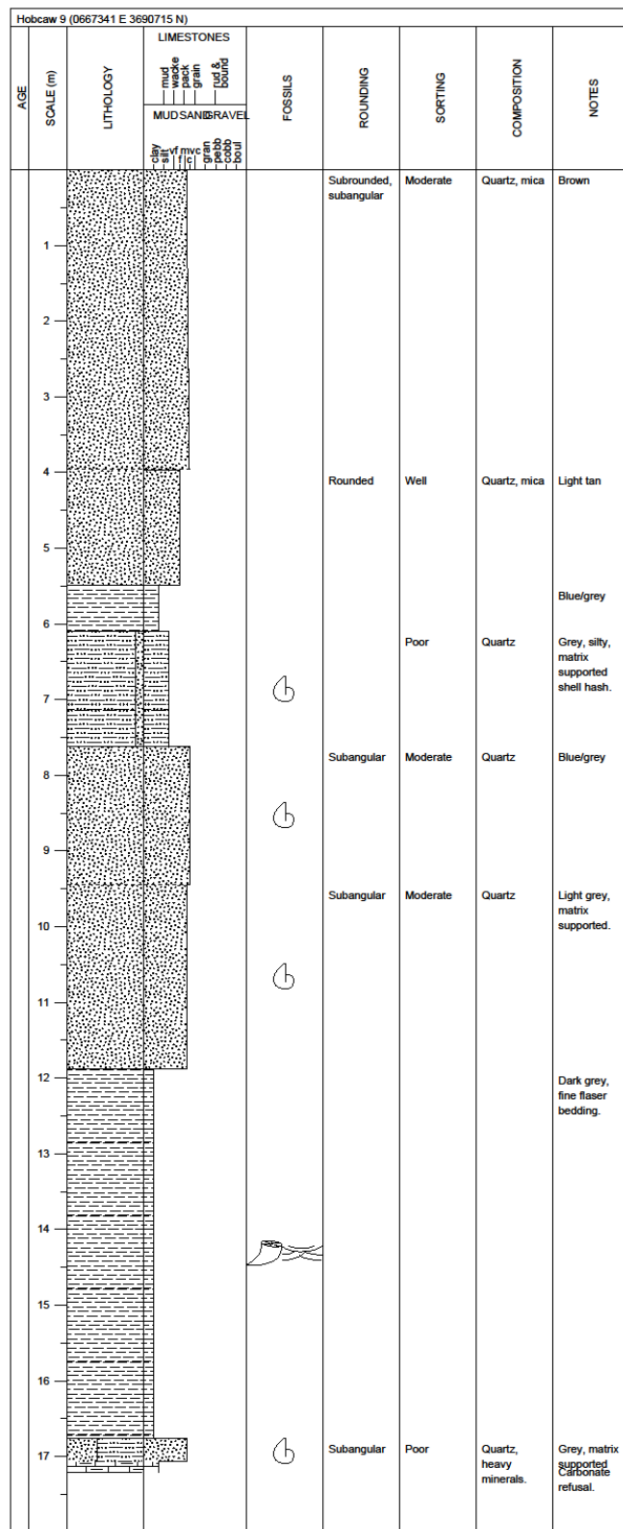 Hobcaw 9 (0667341 E 3690715 N)
LIMESTONES
AGE
SCALE (m)
LITHOLOGY
mud
wacke
pack
grain
rud &
bound
MUD SAND GRAVEL
clay
silt
vf
f
m
c
vc
gran
pebb
cobb
boul
FOSSILS
ROUNDING
SORTING
COMPOSITION
NOTES
Subrounded, subangular
Moderate
Quartz, mica
Brown
1
2
3
4
Rounded
Well
Quartz, mica
Light tan
5
Blue/grey
6
Poor
Quartz
Grey, silty,
matrix
supported
shell hash.
7
Subangular
Moderate
Quartz
Blue/grey
8
9
Subangular
Moderate
Quartz
Light grey,
matrix
supported.
10
11
12
Dark grey,
fine flaser
bedding.
13
14
15
16
17
Subangular
Poor
Quartz,
heavy
minerals.
Grey, matrix
supported
Carbonate
refusal.